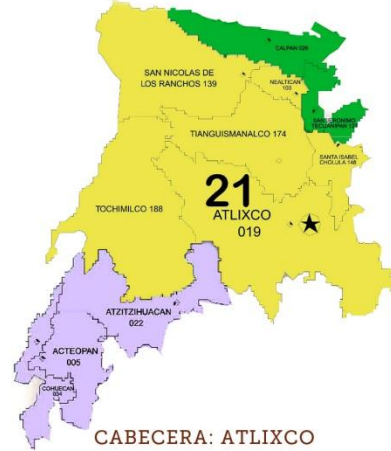 CALPAN 026
SAN NICOLAS DE
LOS RANCHOS 139
NEALTICAN
103
SAN JERONIMO
TECUANIPAN
TIANGUISMANALCO 174
SANTA ISABEL
CHOLULA 148
21
ATLIXCO
019
TOCHIMILCO 188
ATZITZIHUACAN
022
ACTEOPAN
005
COHUECAN
CABECERA: ATLIXCO